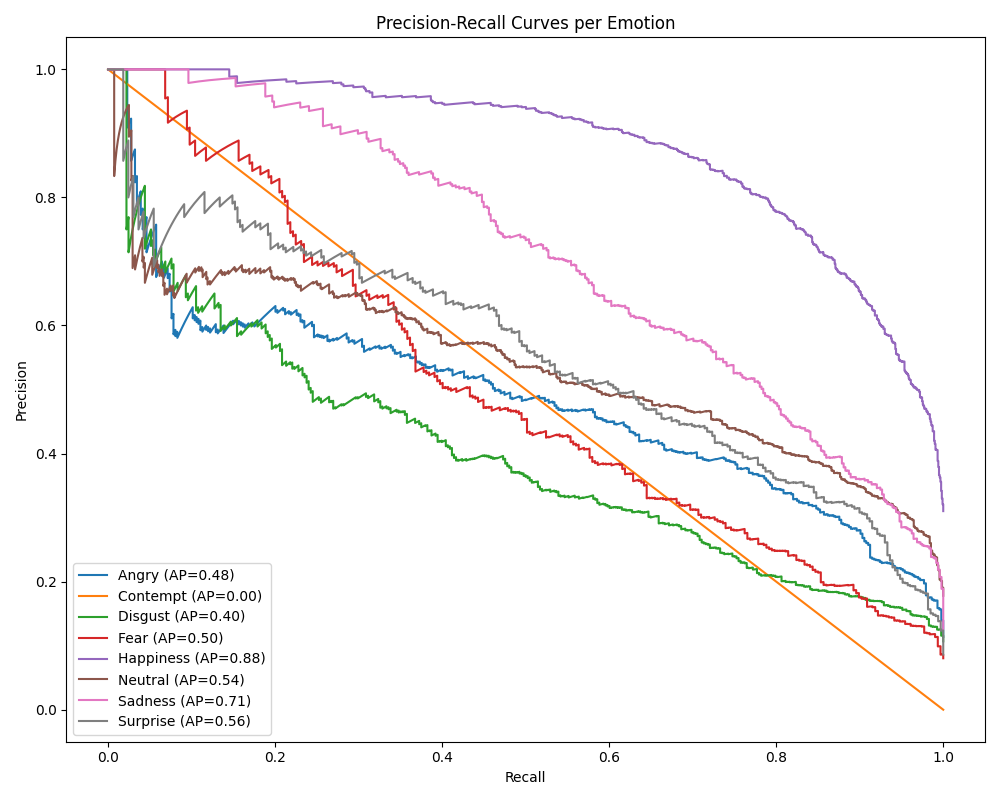 Precision-Recall Curves per Emotion
1.0
0.8
0.6
0.4
0.2
0.0
Precision
Angry (AP=0.48)
Contempt (AP=0.00)
Disgust (AP=0.40)
Fear (AP=0.50)
Happiness (AP=0.88)
Neutral (AP=0.54)
Sadness (AP=0.71)
Surprise (AP=0.56)
0.0 0.2 0.4 0.6 0.8 1.0
Recall